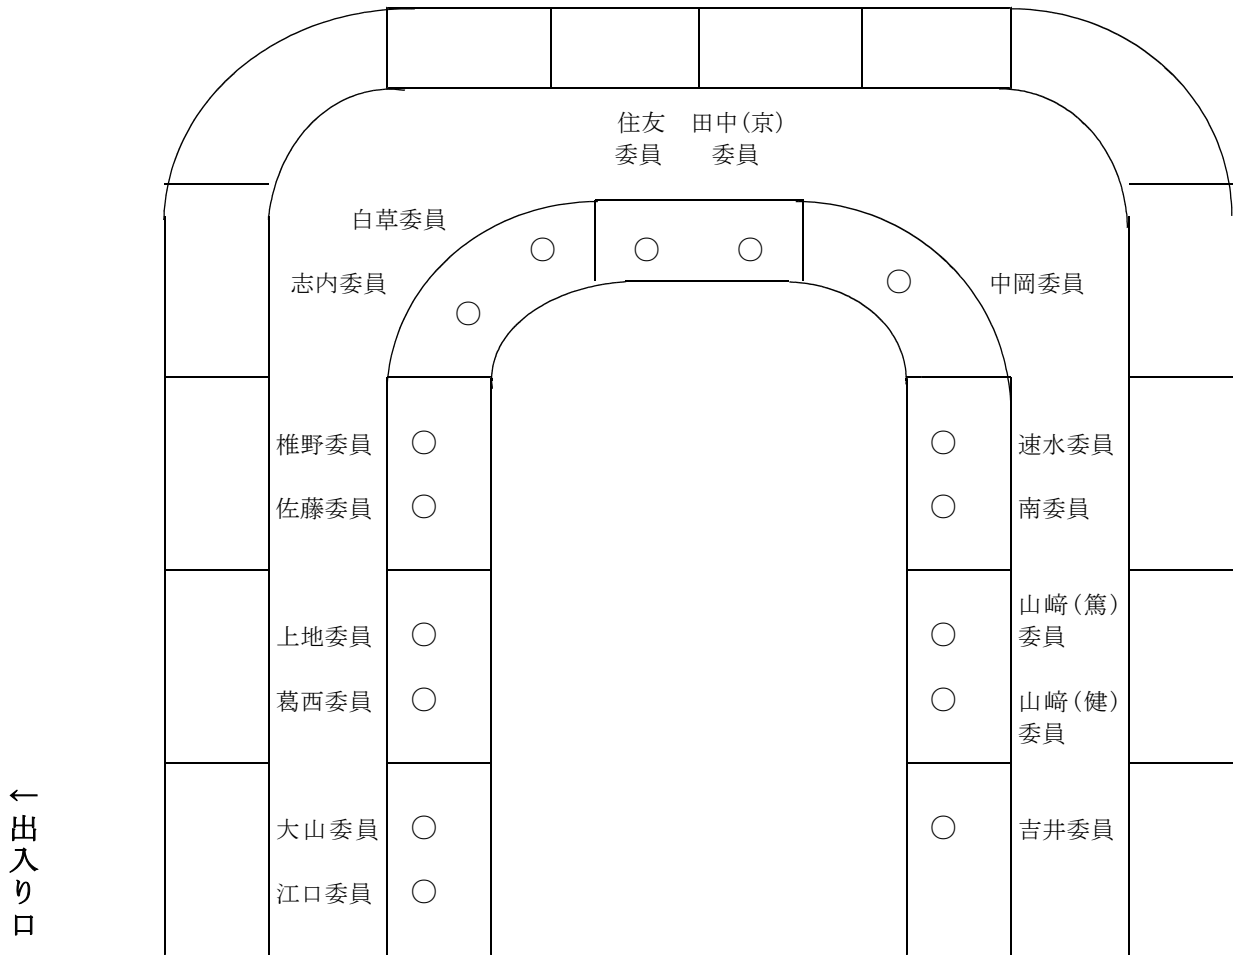 住友 田中(京)
委員 委員
白草委員
志内委員
中岡委員
椎野委員
速水委員
佐藤委員
南委員
上地委員
山﨑(篤)
委員
葛西委員
山﨑(健)
委員
大山委員
吉井委員
江口委員
←出入り口